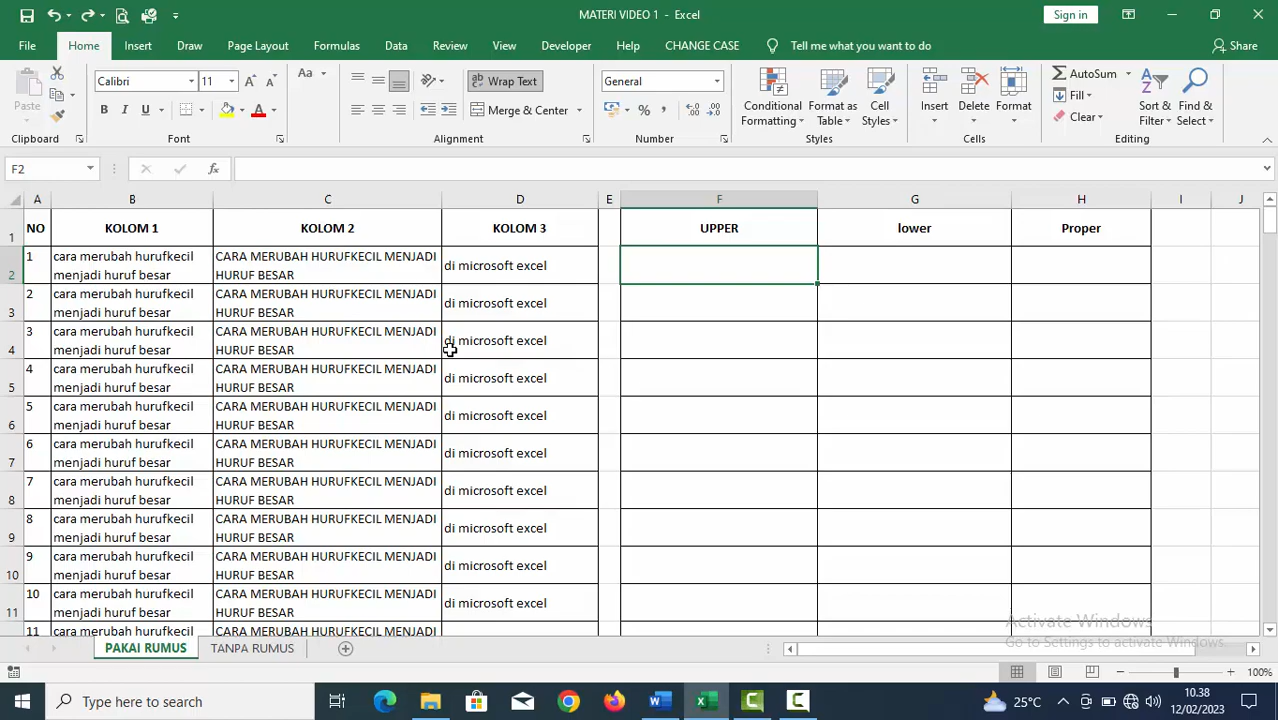 MATERI VIDEO 1 - Excel
Sign in
File Home Insert Draw Page Layout Formulas Data Review View Developer Help CHANGE CASE Tell me what you want to do Share
Paste
Calibri 11
Aa
B I U
Wrap Text
Merge & Center
General
Conditional Formatting
Format as Table
Cell Styles
Insert
Delete
Format
AutoSum
Fill
Clear
Sort & Filter
Find & Select
Clipboard Font Alignment Number Styles Cells Editing
F2
A B C D E F G H I J
1 NO KOLOM 1 KOLOM 2 KOLOM 3 UPPER lower Proper
1 cara merubah hurufkecil CARA MERUBAH HURUFKECIL MENJADI
2 menjadi huruf besar HURUF BESAR di microsoft excel
2 cara merubah hurufkecil CARA MERUBAH HURUFKECIL MENJADI
3 menjadi huruf besar HURUF BESAR di microsoft excel
3 cara merubah hurufkecil CARA MERUBAH HURUFKECIL MENJADI
4 menjadi huruf besar HURUF BESAR di microsoft excel
4 cara merubah hurufkecil CARA MERUBAH HURUFKECIL MENJADI
5 menjadi huruf besar HURUF BESAR di microsoft excel
5 cara merubah hurufkecil CARA MERUBAH HURUFKECIL MENJADI
6 menjadi huruf besar HURUF BESAR di microsoft excel
6 cara merubah hurufkecil CARA MERUBAH HURUFKECIL MENJADI
7 menjadi huruf besar HURUF BESAR di microsoft excel
7 cara merubah hurufkecil CARA MERUBAH HURUFKECIL MENJADI
8 menjadi huruf besar HURUF BESAR di microsoft excel
8 cara merubah hurufkecil CARA MERUBAH HURUFKECIL MENJADI
9 menjadi huruf besar HURUF BESAR di microsoft excel
9 cara merubah hurufkecil CARA MERUBAH HURUFKECIL MENJADI
10 menjadi huruf besar HURUF BESAR di microsoft excel
10 cara merubah hurufkecil CARA MERUBAH HURUFKECIL MENJADI
11 menjadi huruf besar HURUF BESAR di microsoft excel
11 cara merubah hurufkecil CARA MERUBAH HURUFKECIL MENJADI
Activate Windows
Go to Settings to activate Windows.
PAKAI RUMUS TANPA RUMUS
100%
Type here to search
25°C
10.38
12/02/2023